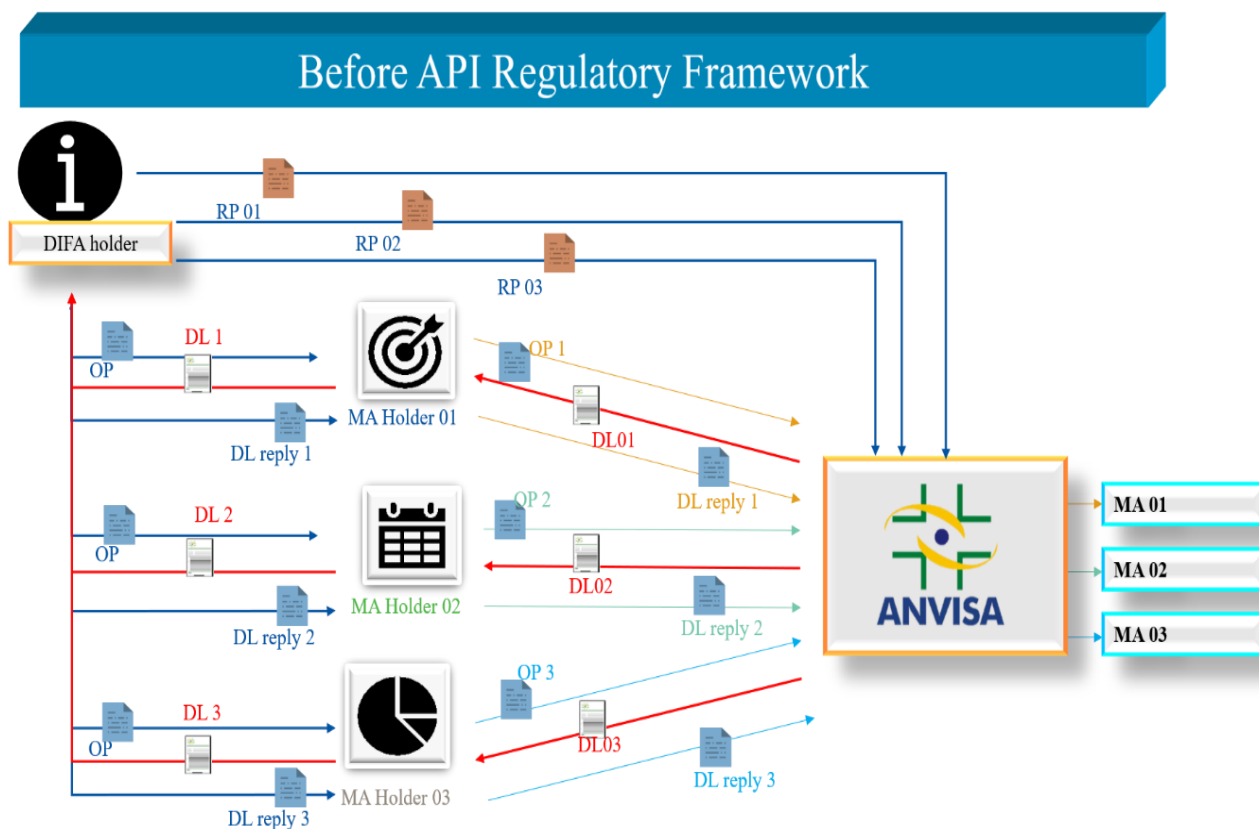 Before API Regulatory Framework
RP 01
DIFA holder
RP 02
RP 03
DL 1
OP
OP 1
MA Holder 01
DL01
DL reply 1
DL reply 1
DL 2
OP
OP 2
MA Holder 02
DL02
DL reply 2
DL reply 2
ANVISA
MA 01
MA 02
MA 03
DL 3
OP
OP 3
DL03
MA Holder 03
DL reply 3
DL reply 3